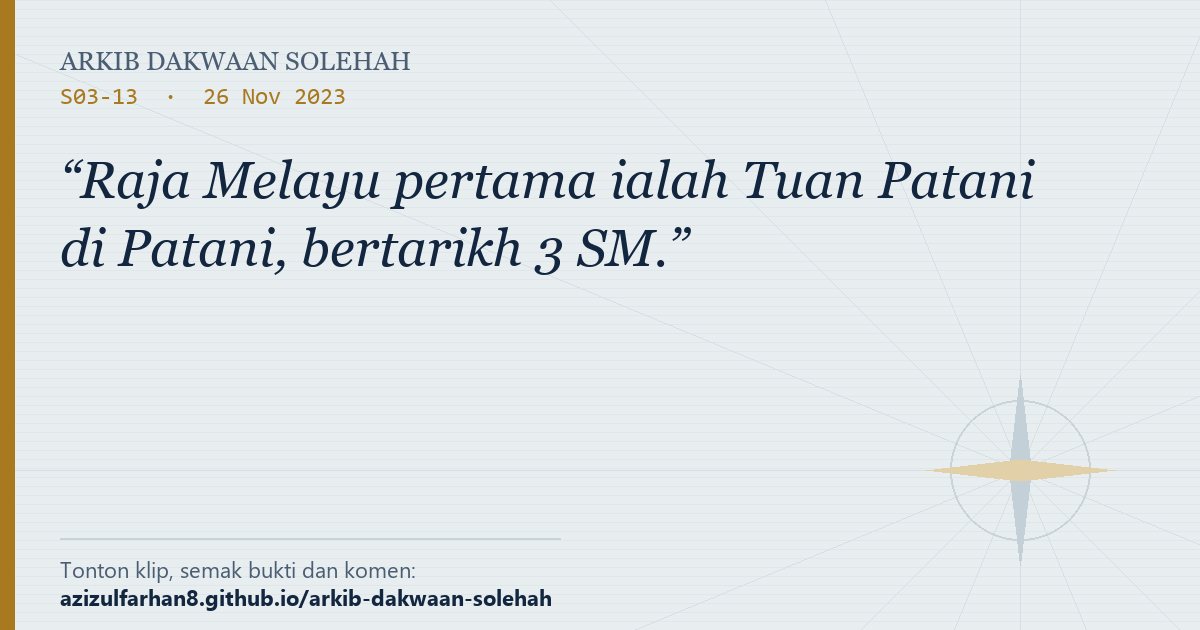 ARKIB DAKWAAN SOLEHAH
S03-13 · 26 Nov 2023
“Raja Melayu pertama ialah Tuan Patani
di Patani, bertarikh 3 SM.”
Tonton klip, semak bukti dan komen:
azizulfarhan8.github.io/arkib-dakwaan-solehah